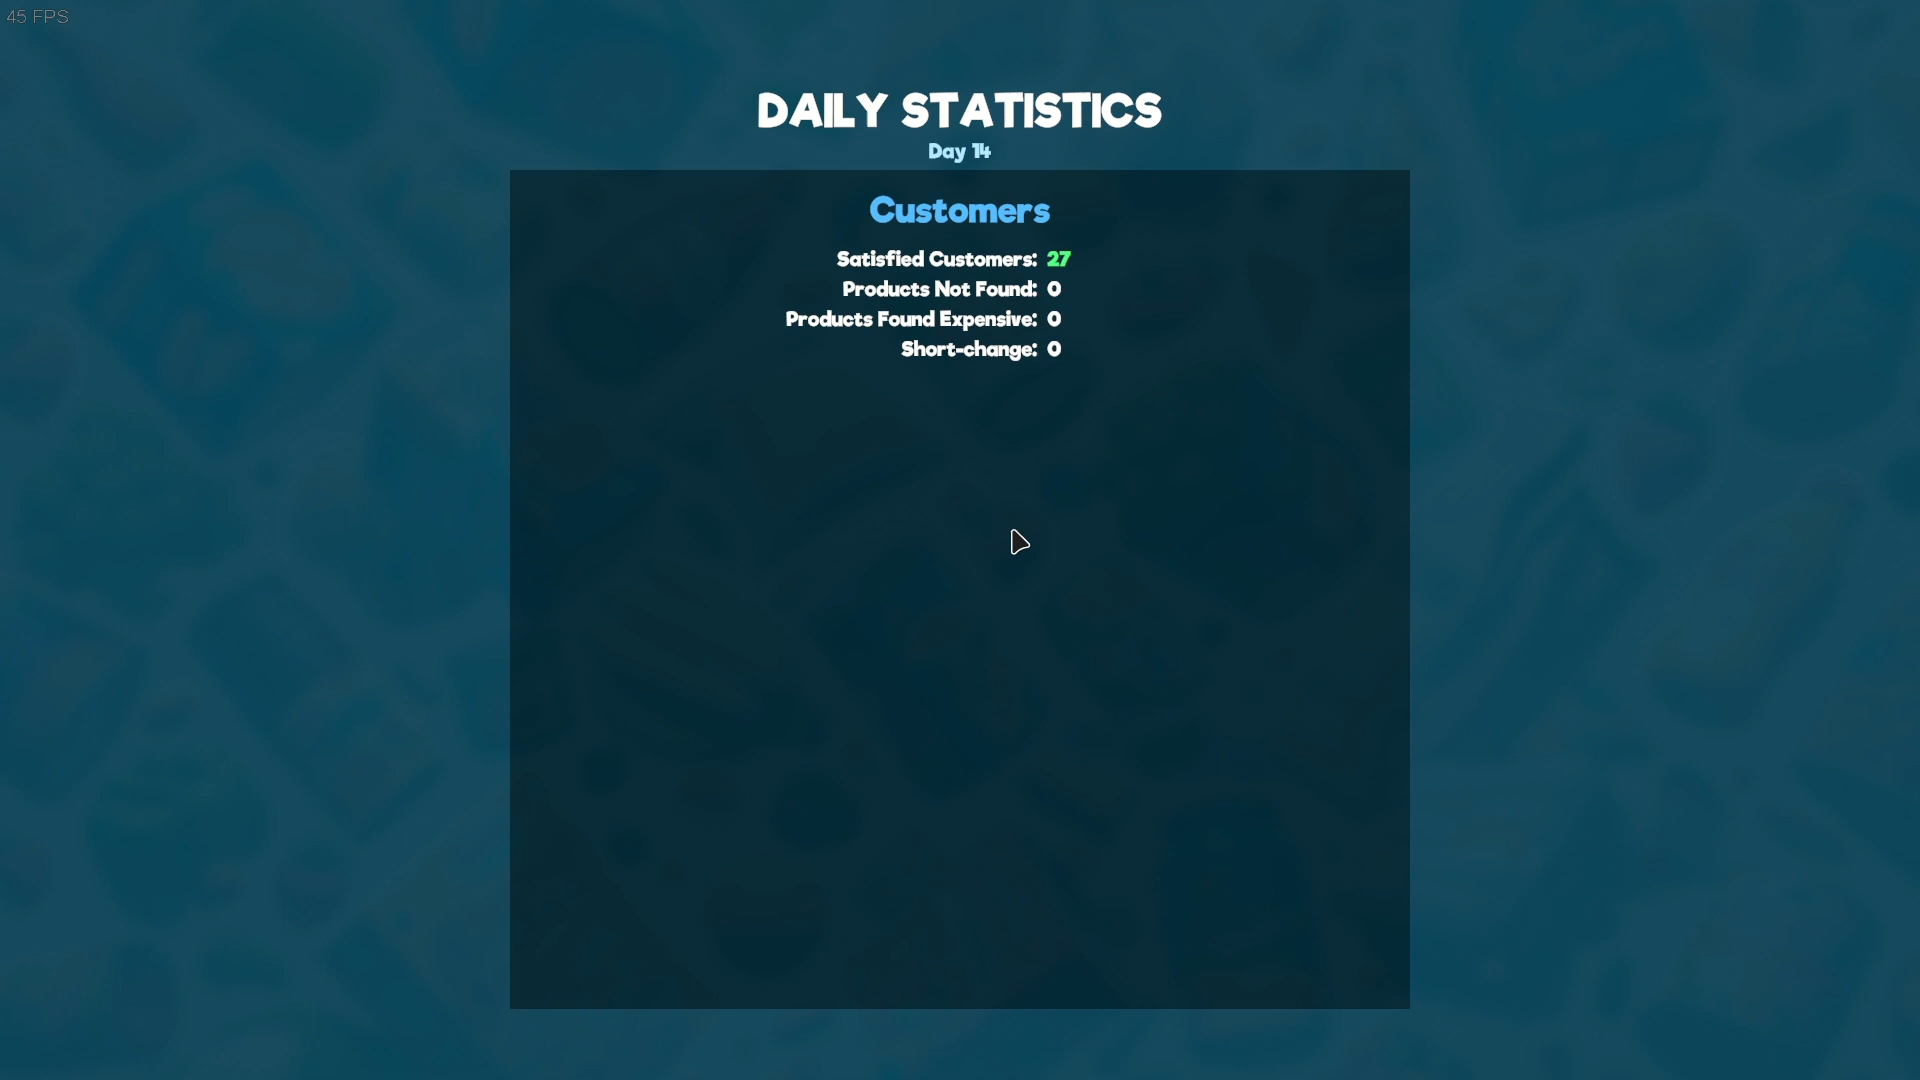 45 FPS
DAILY STATISTICS
Day 14
Customers
Satisfied Customers: 27
Products Not Found: 0
Products Found Expensive: 0
Short-change: 0